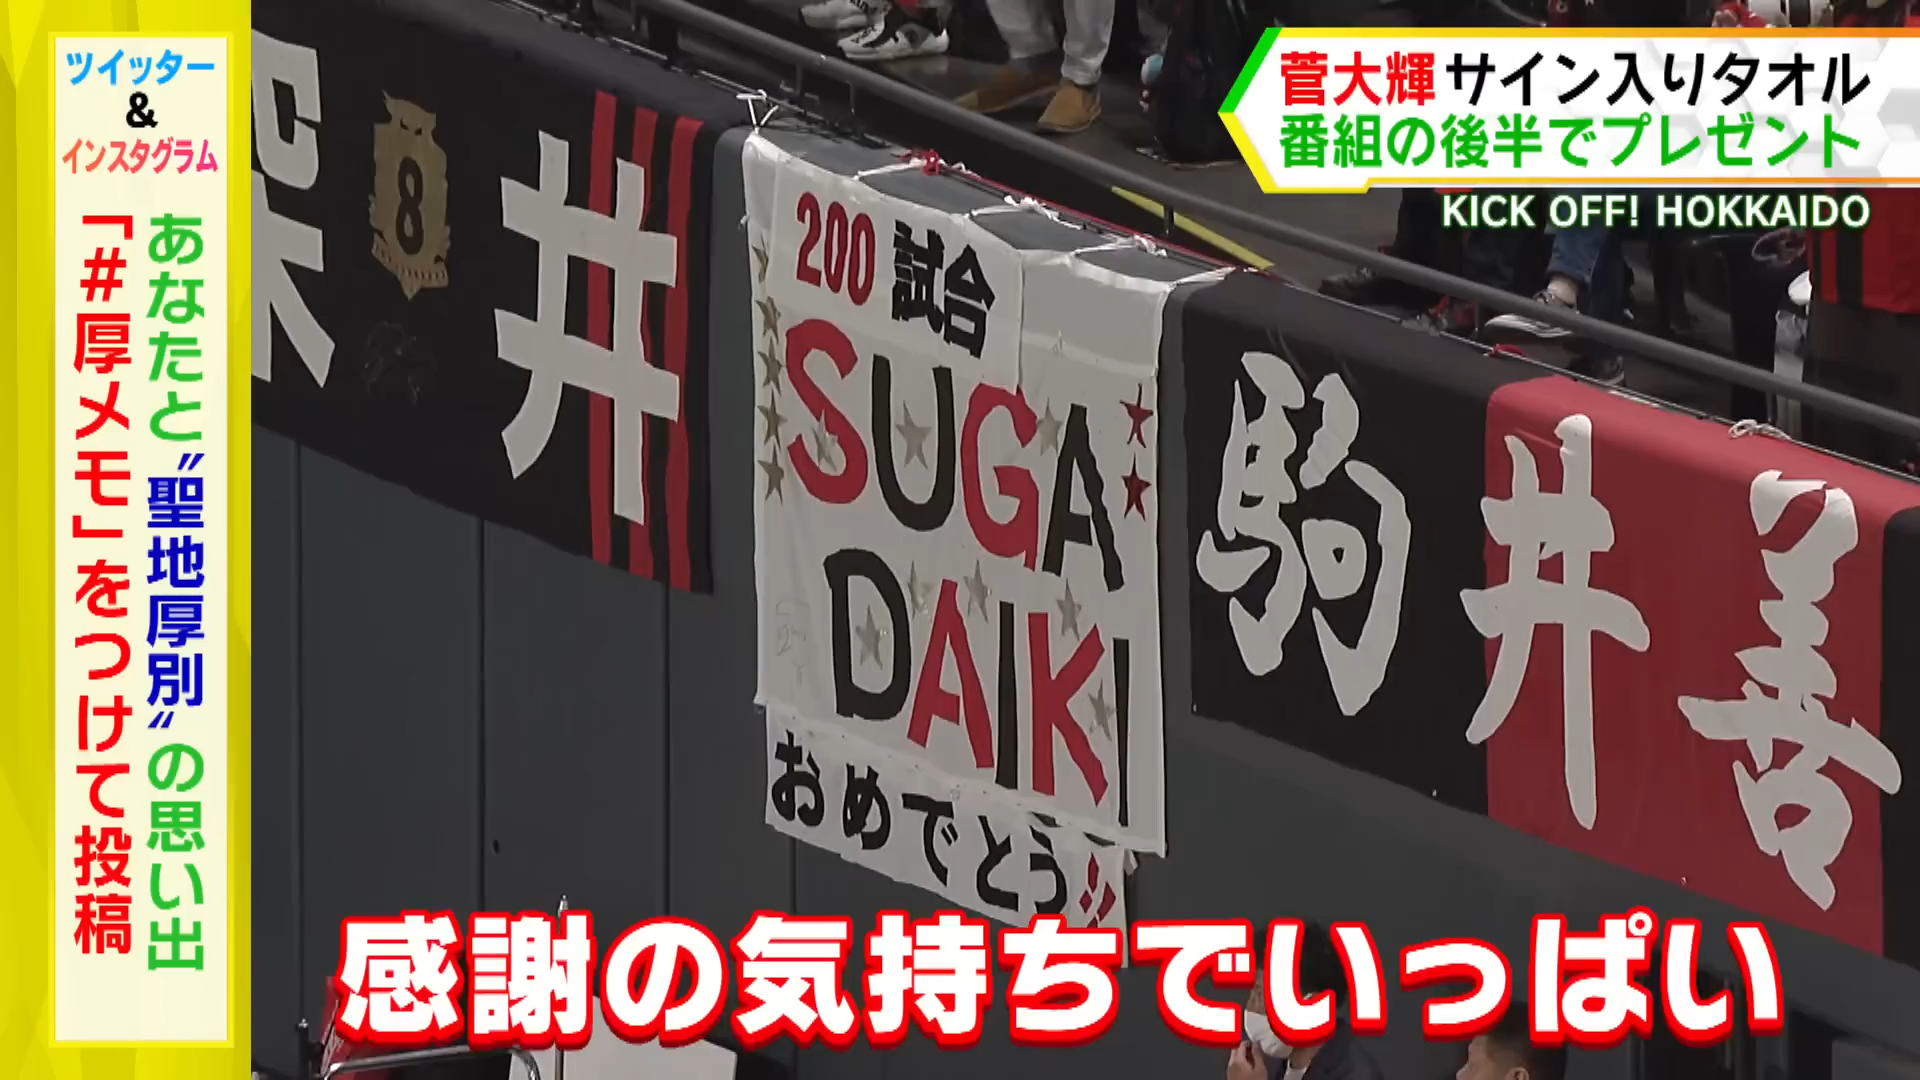 ツイッター
&
インスタグラム
あなたと〝聖地厚別〟の思い出
「#厚メモ」をつけて投稿
菅大輝 サイン入りタオル
番組の後半でプレゼント
KICK OFF! HOKKAIDO
深井
8
200 試合
SUGA
DAIKI
おめでとう!!
駒井善
感謝の気持ちでいっぱい